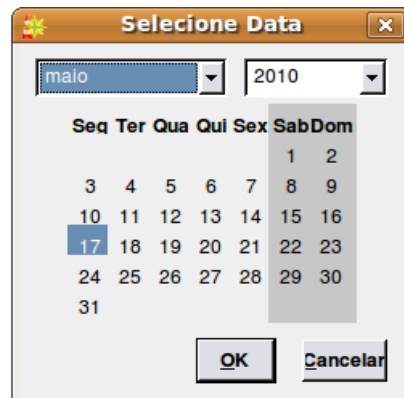 Selecione Data
maio 2010
Seg Ter Qua Qui Sex Sab Dom
1 2
3 4 5 6 7 8 9
10 11 12 13 14 15 16
17 18 19 20 21 22 23
24 25 26 27 28 29 30
31
OK Cancelar